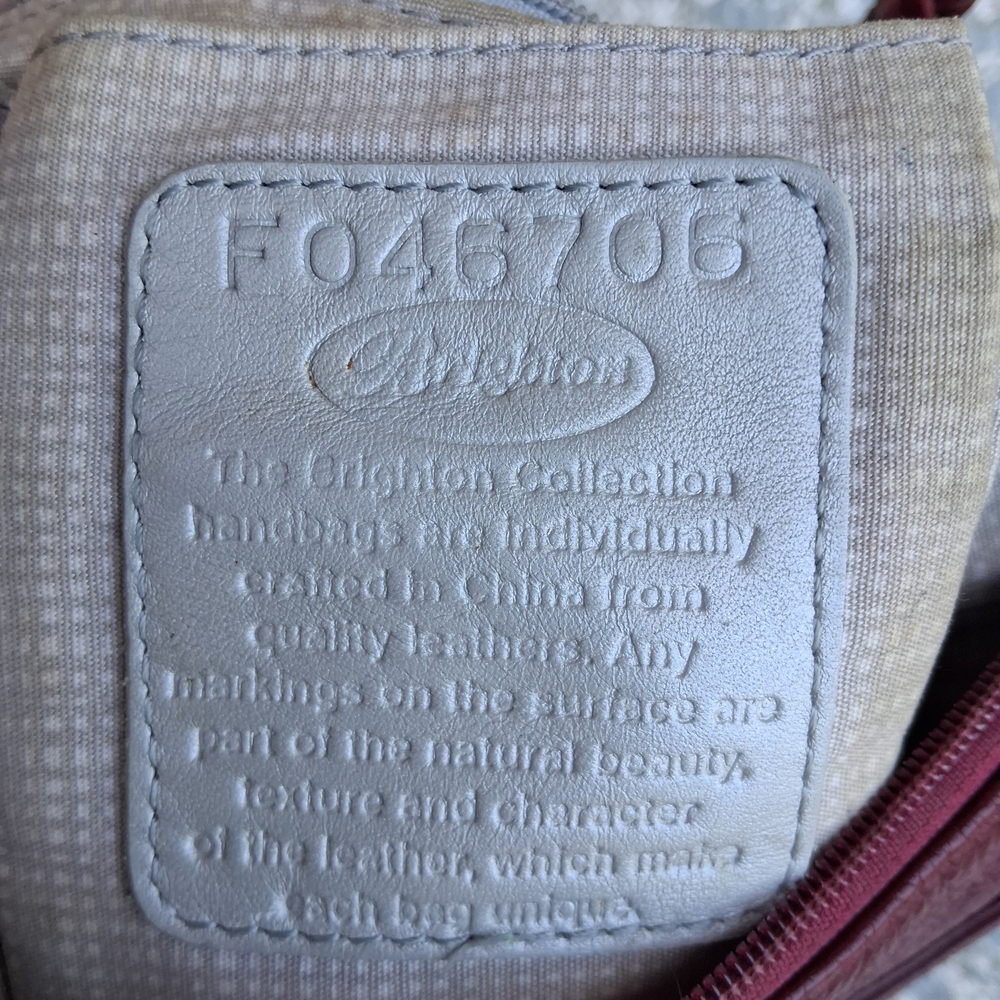 F046706
Brighton
The Brighton Collection
handbags are individually
crafted in China from
quality leathers. Any
markings on the surface are
part of the natural beauty,
texture and character
of the leather, which make
each bag unique.